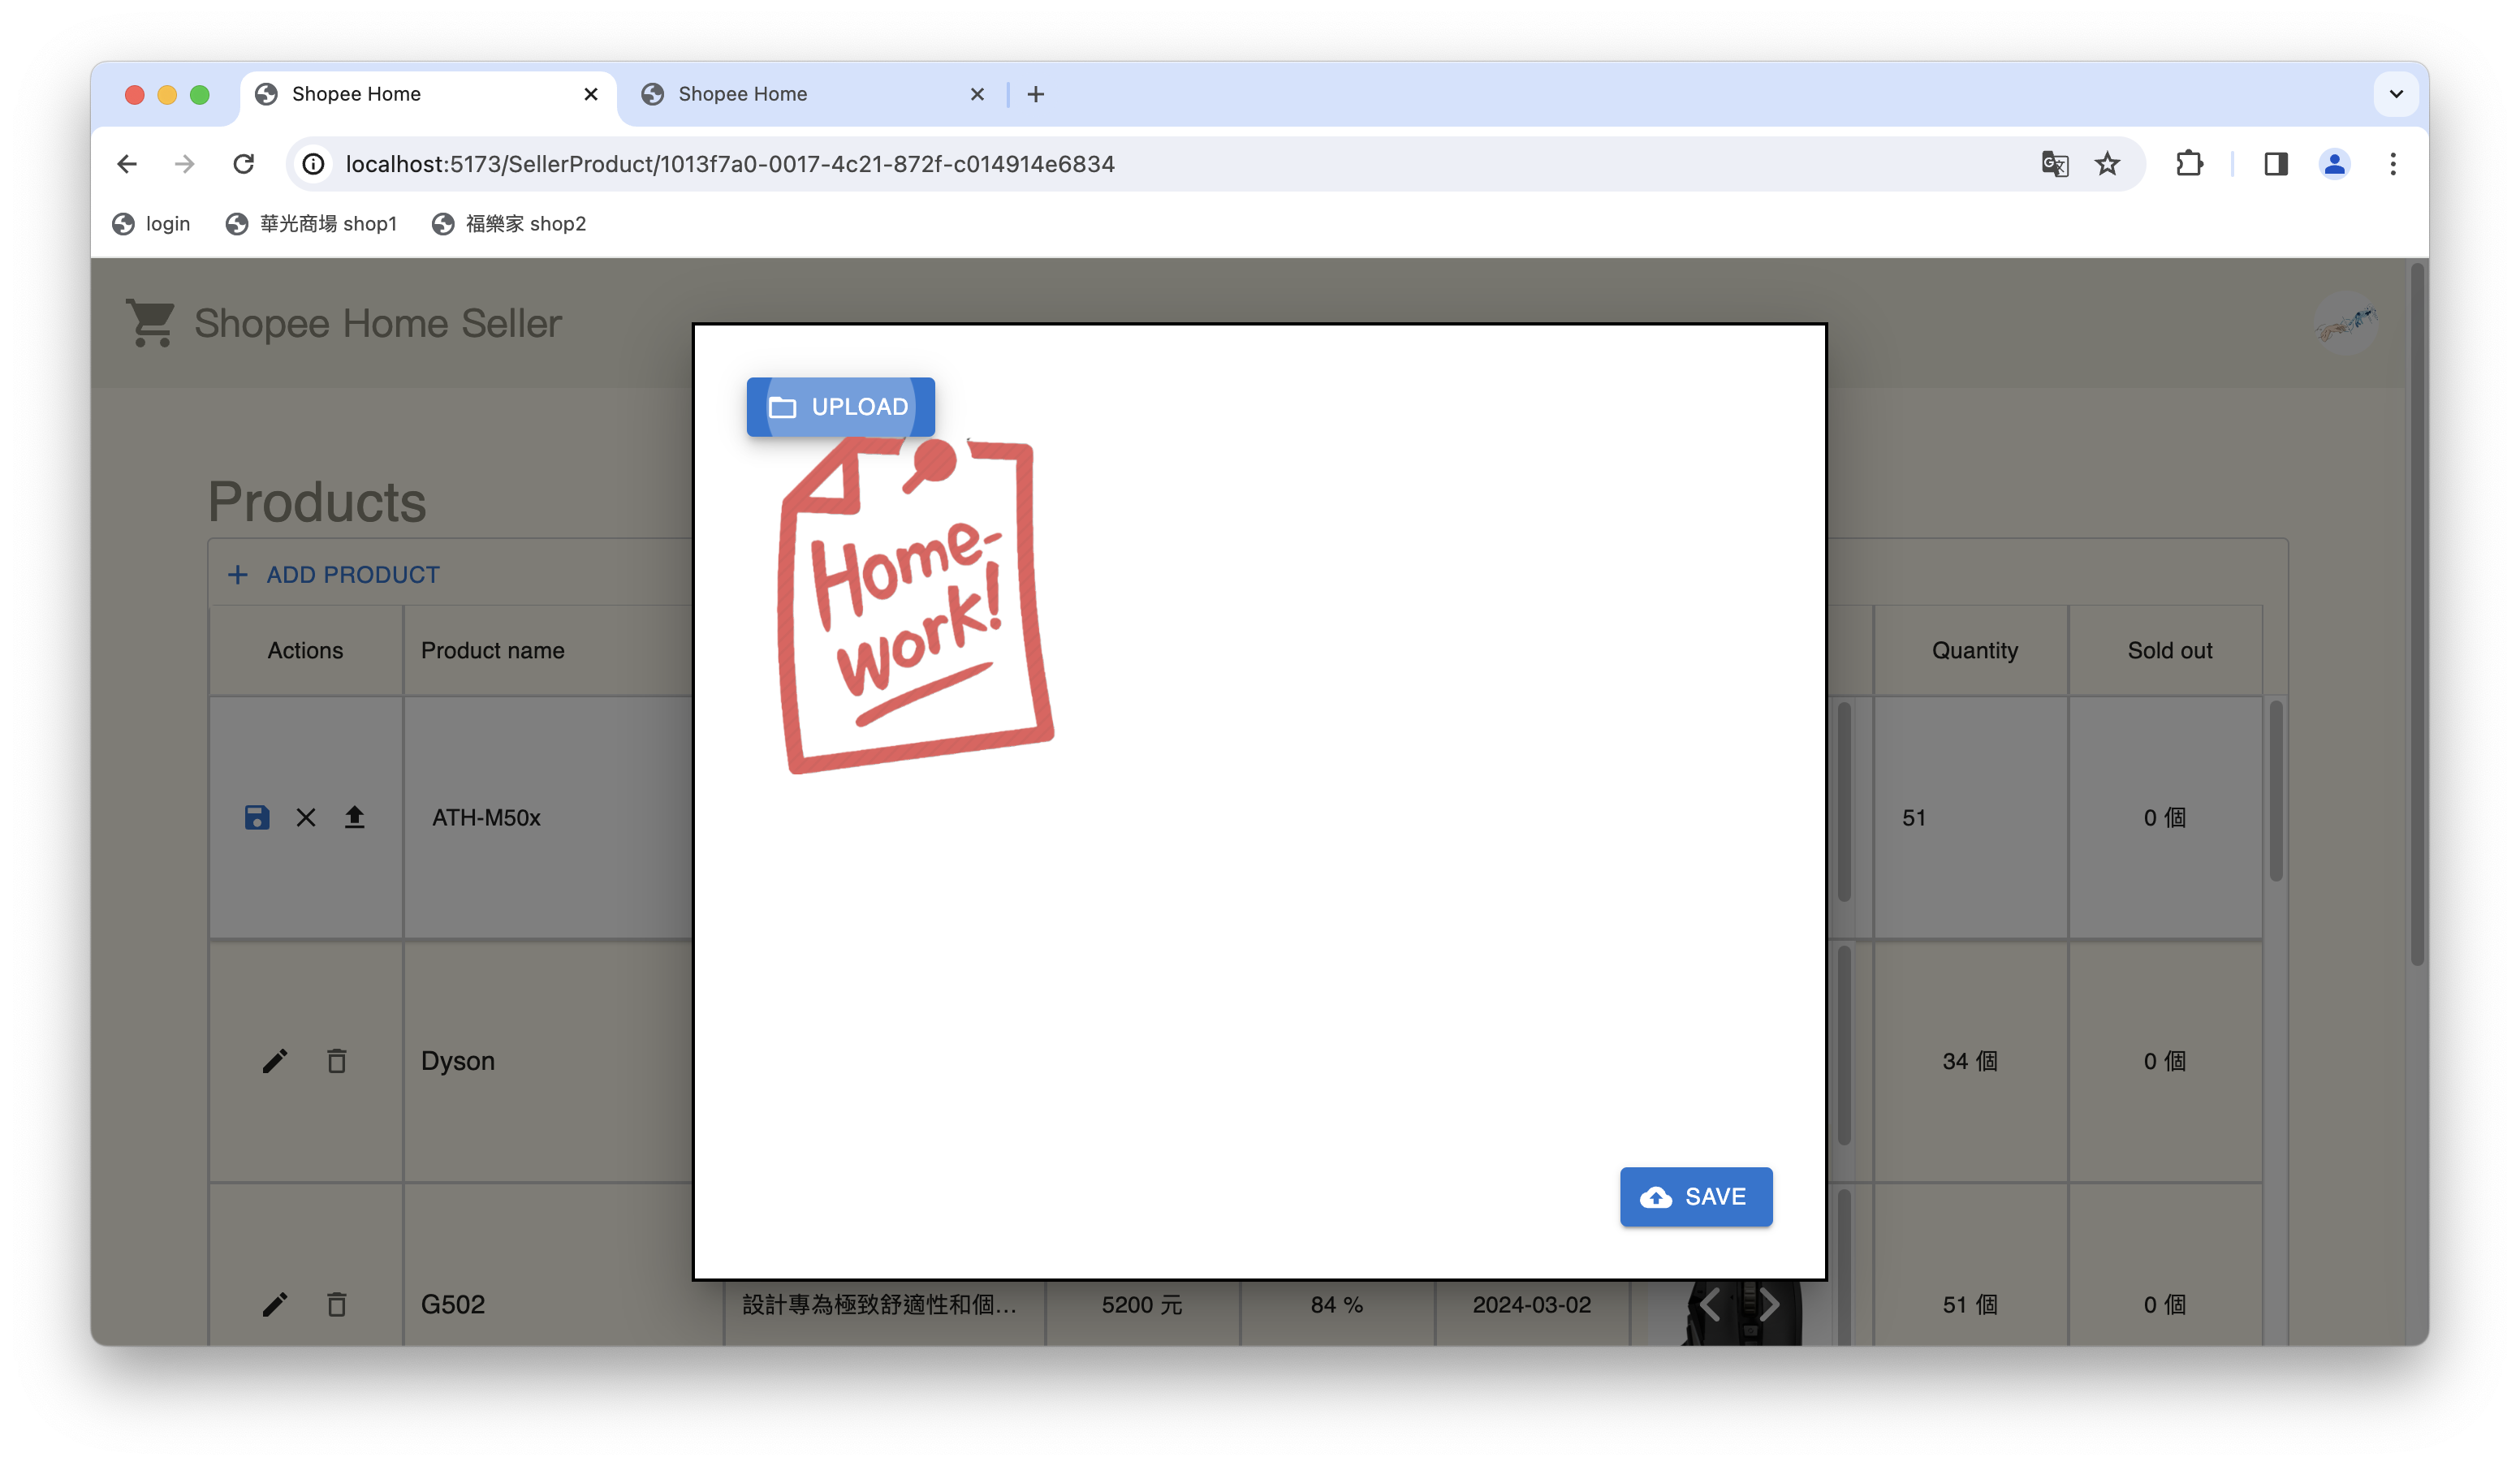 Shopee Home
Shopee Home
localhost:5173/SellerProduct/1013f7a0-0017-4c21-872f-c014914e6834
login
華光商場 shop1
福樂家 shop2
Shopee Home Seller
UPLOAD
Home-
work!
Products
ADD PRODUCT
Actions Product name Quantity Sold out
ATH-M50x 51 0 個
Dyson 34 個 0 個
SAVE
G502 設計專為極致舒適性和個... 5200 元 84 % 2024-03-02 51 個 0 個